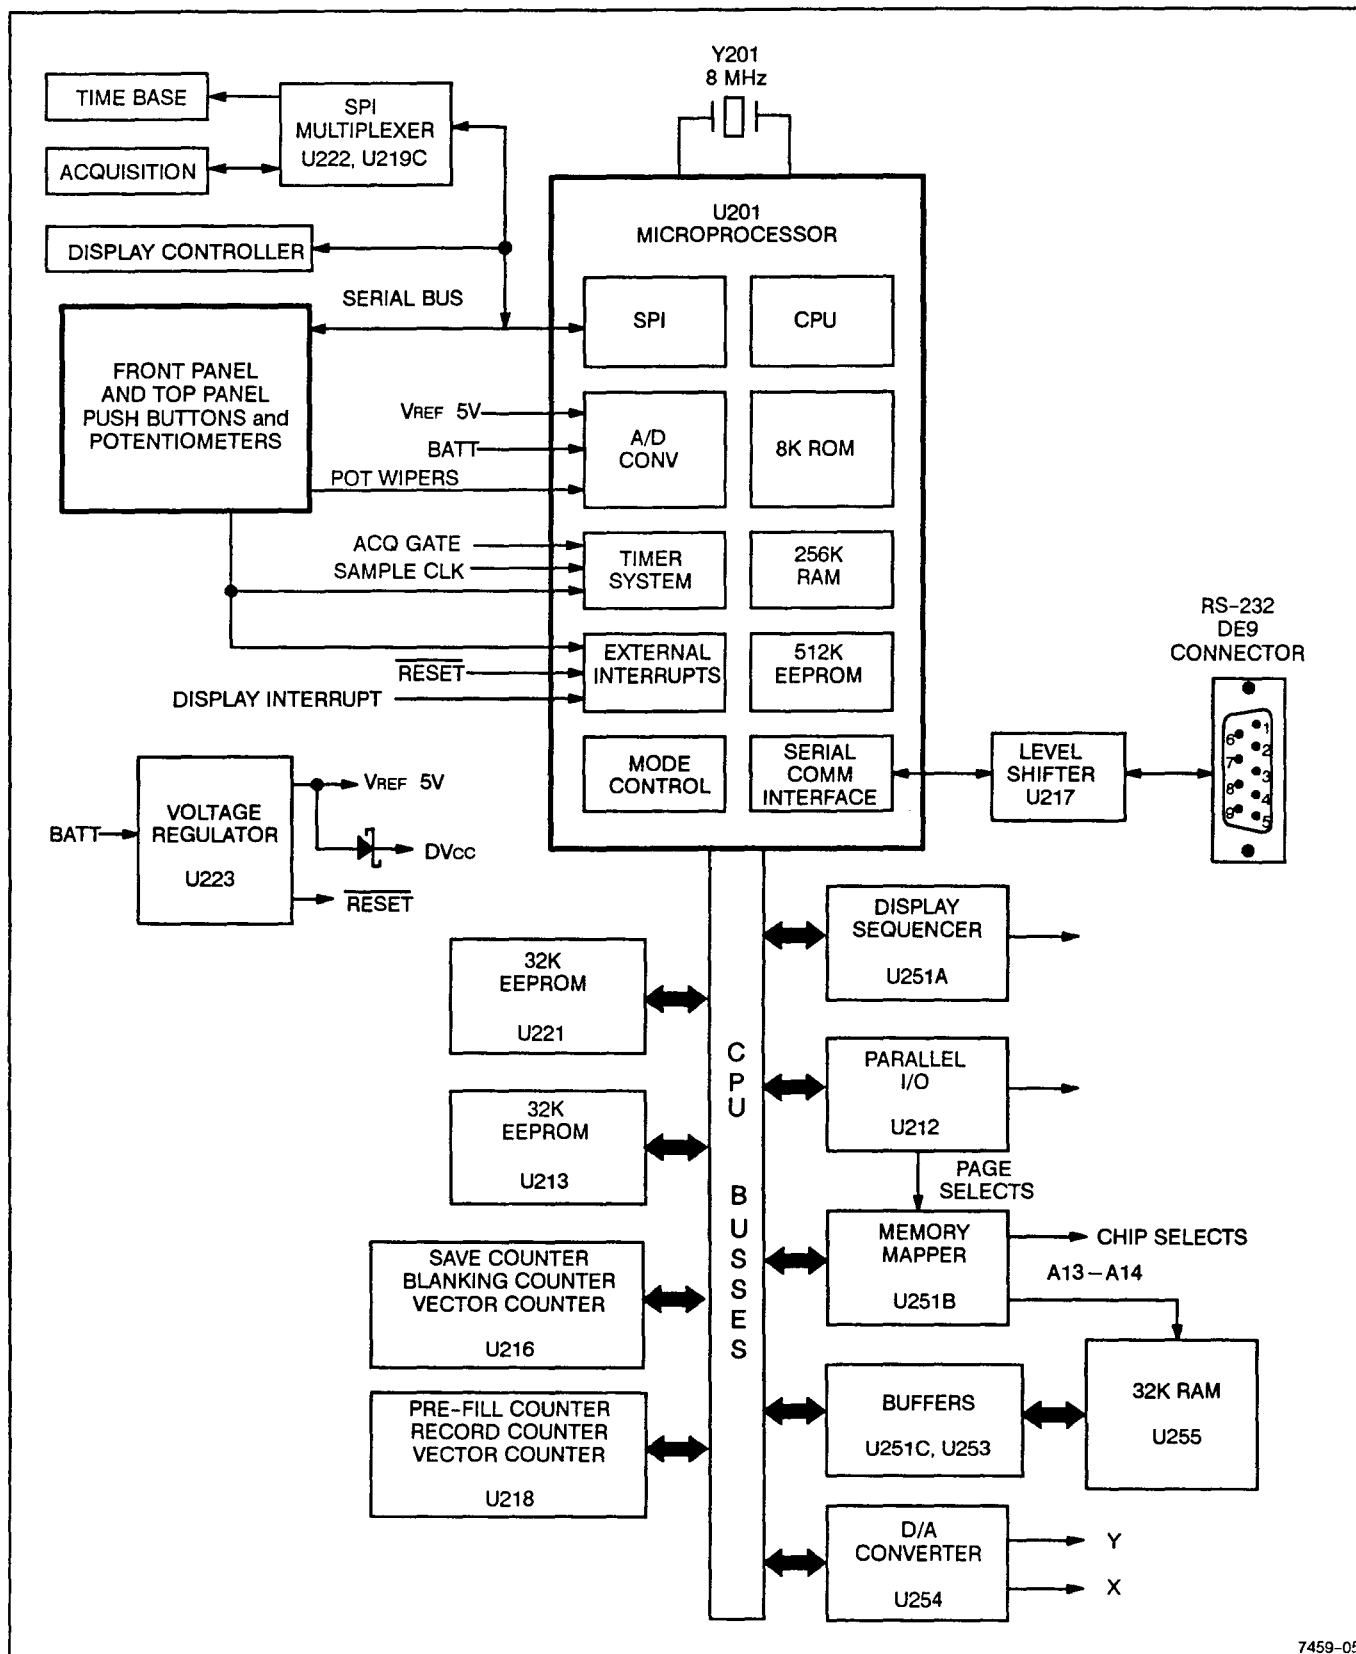 Y201
8 MHz
TIME BASE
SPI
MULTIPLEXER
U222, U219C
ACQUISITION
DISPLAY CONTROLLER
SERIAL BUS
FRONT PANEL
AND TOP PANEL
PUSH BUTTONS and
POTENTIOMETERS
U201
MICROPROCESSOR
SPI
CPU
VREF 5V
BATT
POT WIPERS
A/D
CONV
8K ROM
ACQ GATE
SAMPLE CLK
TIMER
SYSTEM
256K
RAM
RESET
DISPLAY INTERRUPT
EXTERNAL
INTERRUPTS
512K
EEPROM
MODE
CONTROL
SERIAL
COMM
INTERFACE
LEVEL
SHIFTER
U217
RS-232
DE9
CONNECTOR
1
6
2
7
3
8
4
9
5
BATT
VOLTAGE
REGULATOR
U223
VREF 5V
DVCC
RESET
32K
EEPROM
U221
32K
EEPROM
U213
SAVE COUNTER
BLANKING COUNTER
VECTOR COUNTER
U216
PRE-FILL COUNTER
RECORD COUNTER
VECTOR COUNTER
U218
CPU BUSSES
DISPLAY
SEQUENCER
U251A
PARALLEL
I/O
U212
PAGE
SELECTS
MEMORY
MAPPER
U251B
CHIP SELECTS
A13-A14
BUFFERS
U251C, U253
32K RAM
U255
D/A
CONVERTER
U254
Y
X
7459-05